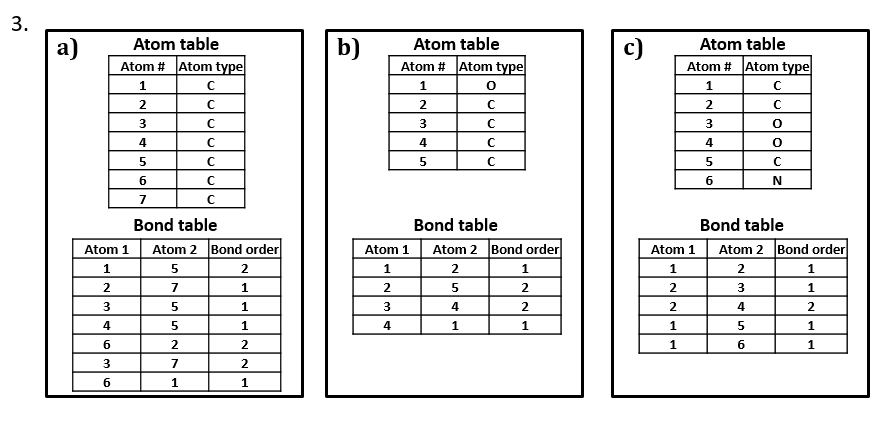 3.
a)
Atom table
Atom # Atom type
1 C
2 C
3 C
4 C
5 C
6 C
7 C
Bond table
Atom 1 Atom 2 Bond order
1 5 2
2 7 1
3 5 1
4 5 1
6 2 2
3 7 2
6 1 1
b)
Atom table
Atom # Atom type
1 O
2 C
3 C
4 C
5 C
Bond table
Atom 1 Atom 2 Bond order
1 2 1
2 5 2
3 4 2
4 1 1
c)
Atom table
Atom # Atom type
1 C
2 C
3 O
4 O
5 C
6 N
Bond table
Atom 1 Atom 2 Bond order
1 2 1
2 3 1
2 4 2
1 5 1
1 6 1